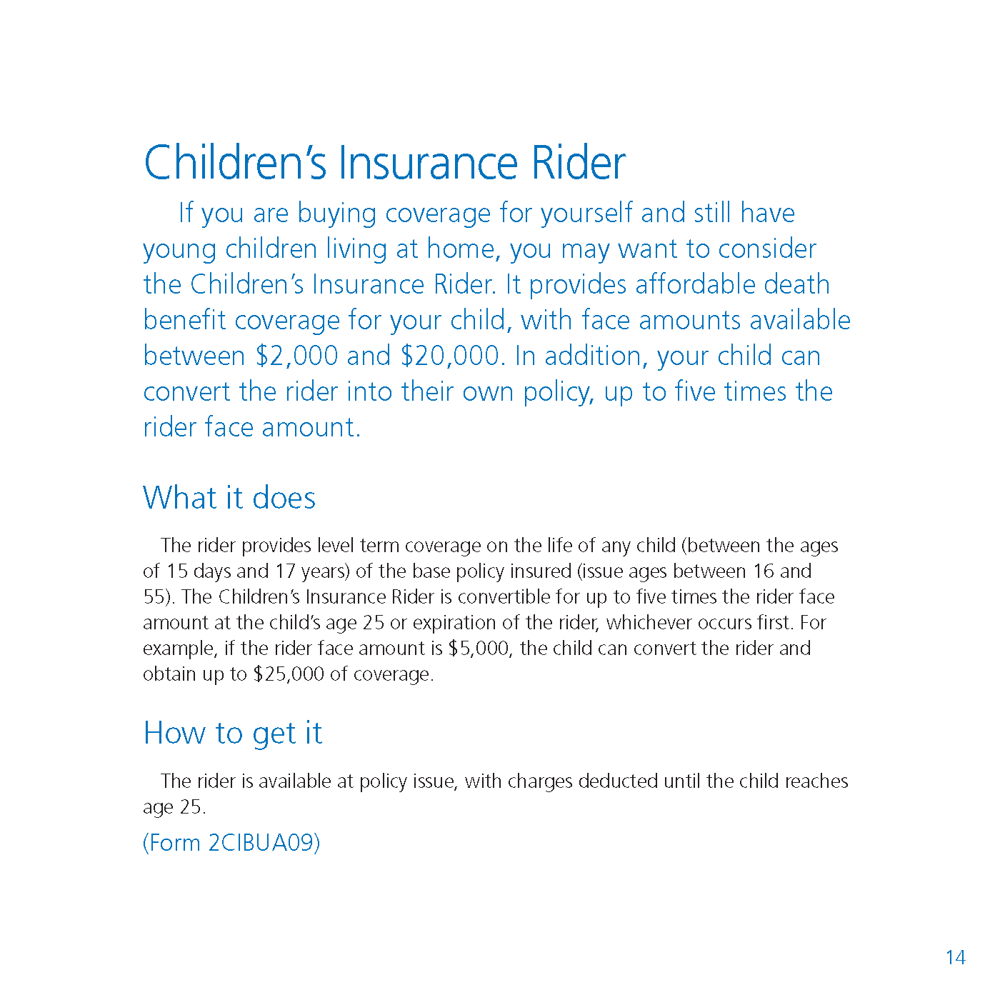 Children’s Insurance Rider
If you are buying coverage for yourself and still have
young children living at home, you may want to consider
the Children’s Insurance Rider. It provides affordable death
benefit coverage for your child, with face amounts available
between $2,000 and $20,000. In addition, your child can
convert the rider into their own policy, up to five times the
rider face amount.
What it does
The rider provides level term coverage on the life of any child (between the ages
of 15 days and 17 years) of the base policy insured (issue ages between 16 and
55). The Children’s Insurance Rider is convertible for up to five times the rider face
amount at the child’s age 25 or expiration of the rider, whichever occurs first. For
example, if the rider face amount is $5,000, the child can convert the rider and
obtain up to $25,000 of coverage.
How to get it
The rider is available at policy issue, with charges deducted until the child reaches
age 25.
(Form 2CIBUA09)
14